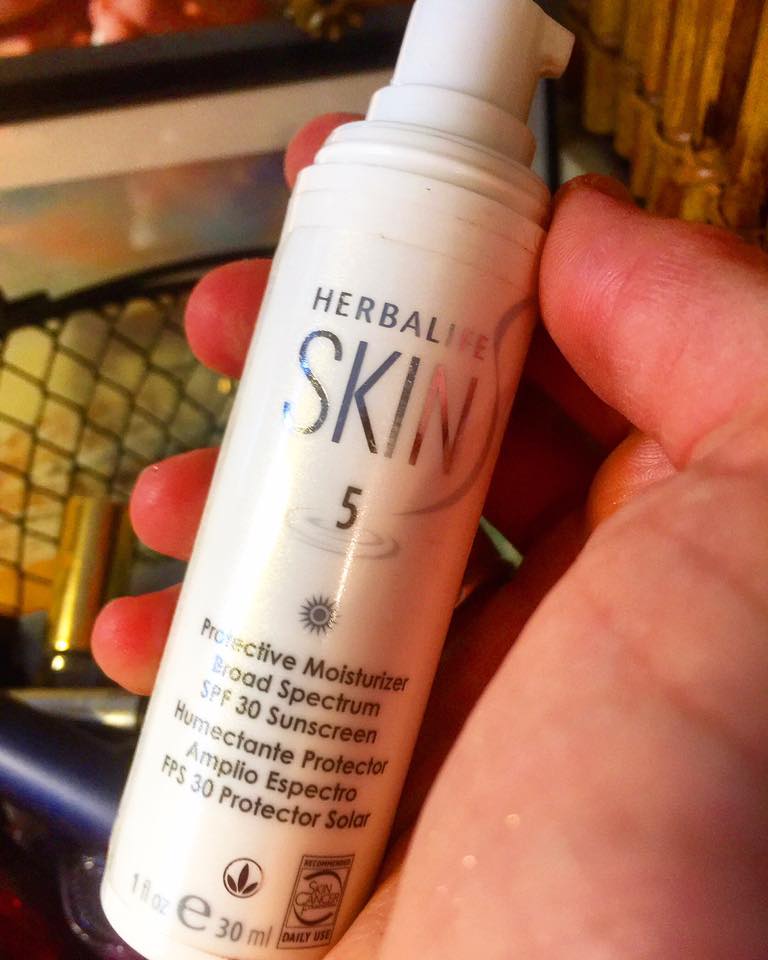 HERBALIFE
SKIN
5
Protective Moisturizer
Broad Spectrum
SPF 30 Sunscreen
Humectante Protector
Amplio Espectro
FPS 30 Protector Solar
1 fl oz e 30 ml
RECOMMENDED
SKIN
CANCER
DAILY USE